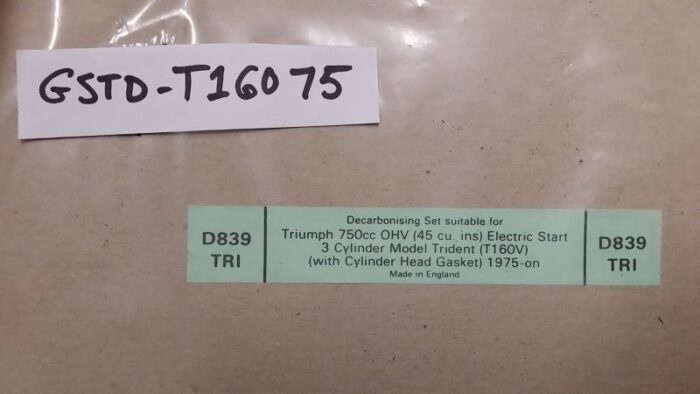 GSTD-T16075
D839
TRI
Decarbonising Set suitable for
Triumph 750cc OHV (45 cu. ins) Electric Start
3 Cylinder Model Trident (T160V)
(with Cylinder Head Gasket) 1975-on
Made in England
D839
TRI